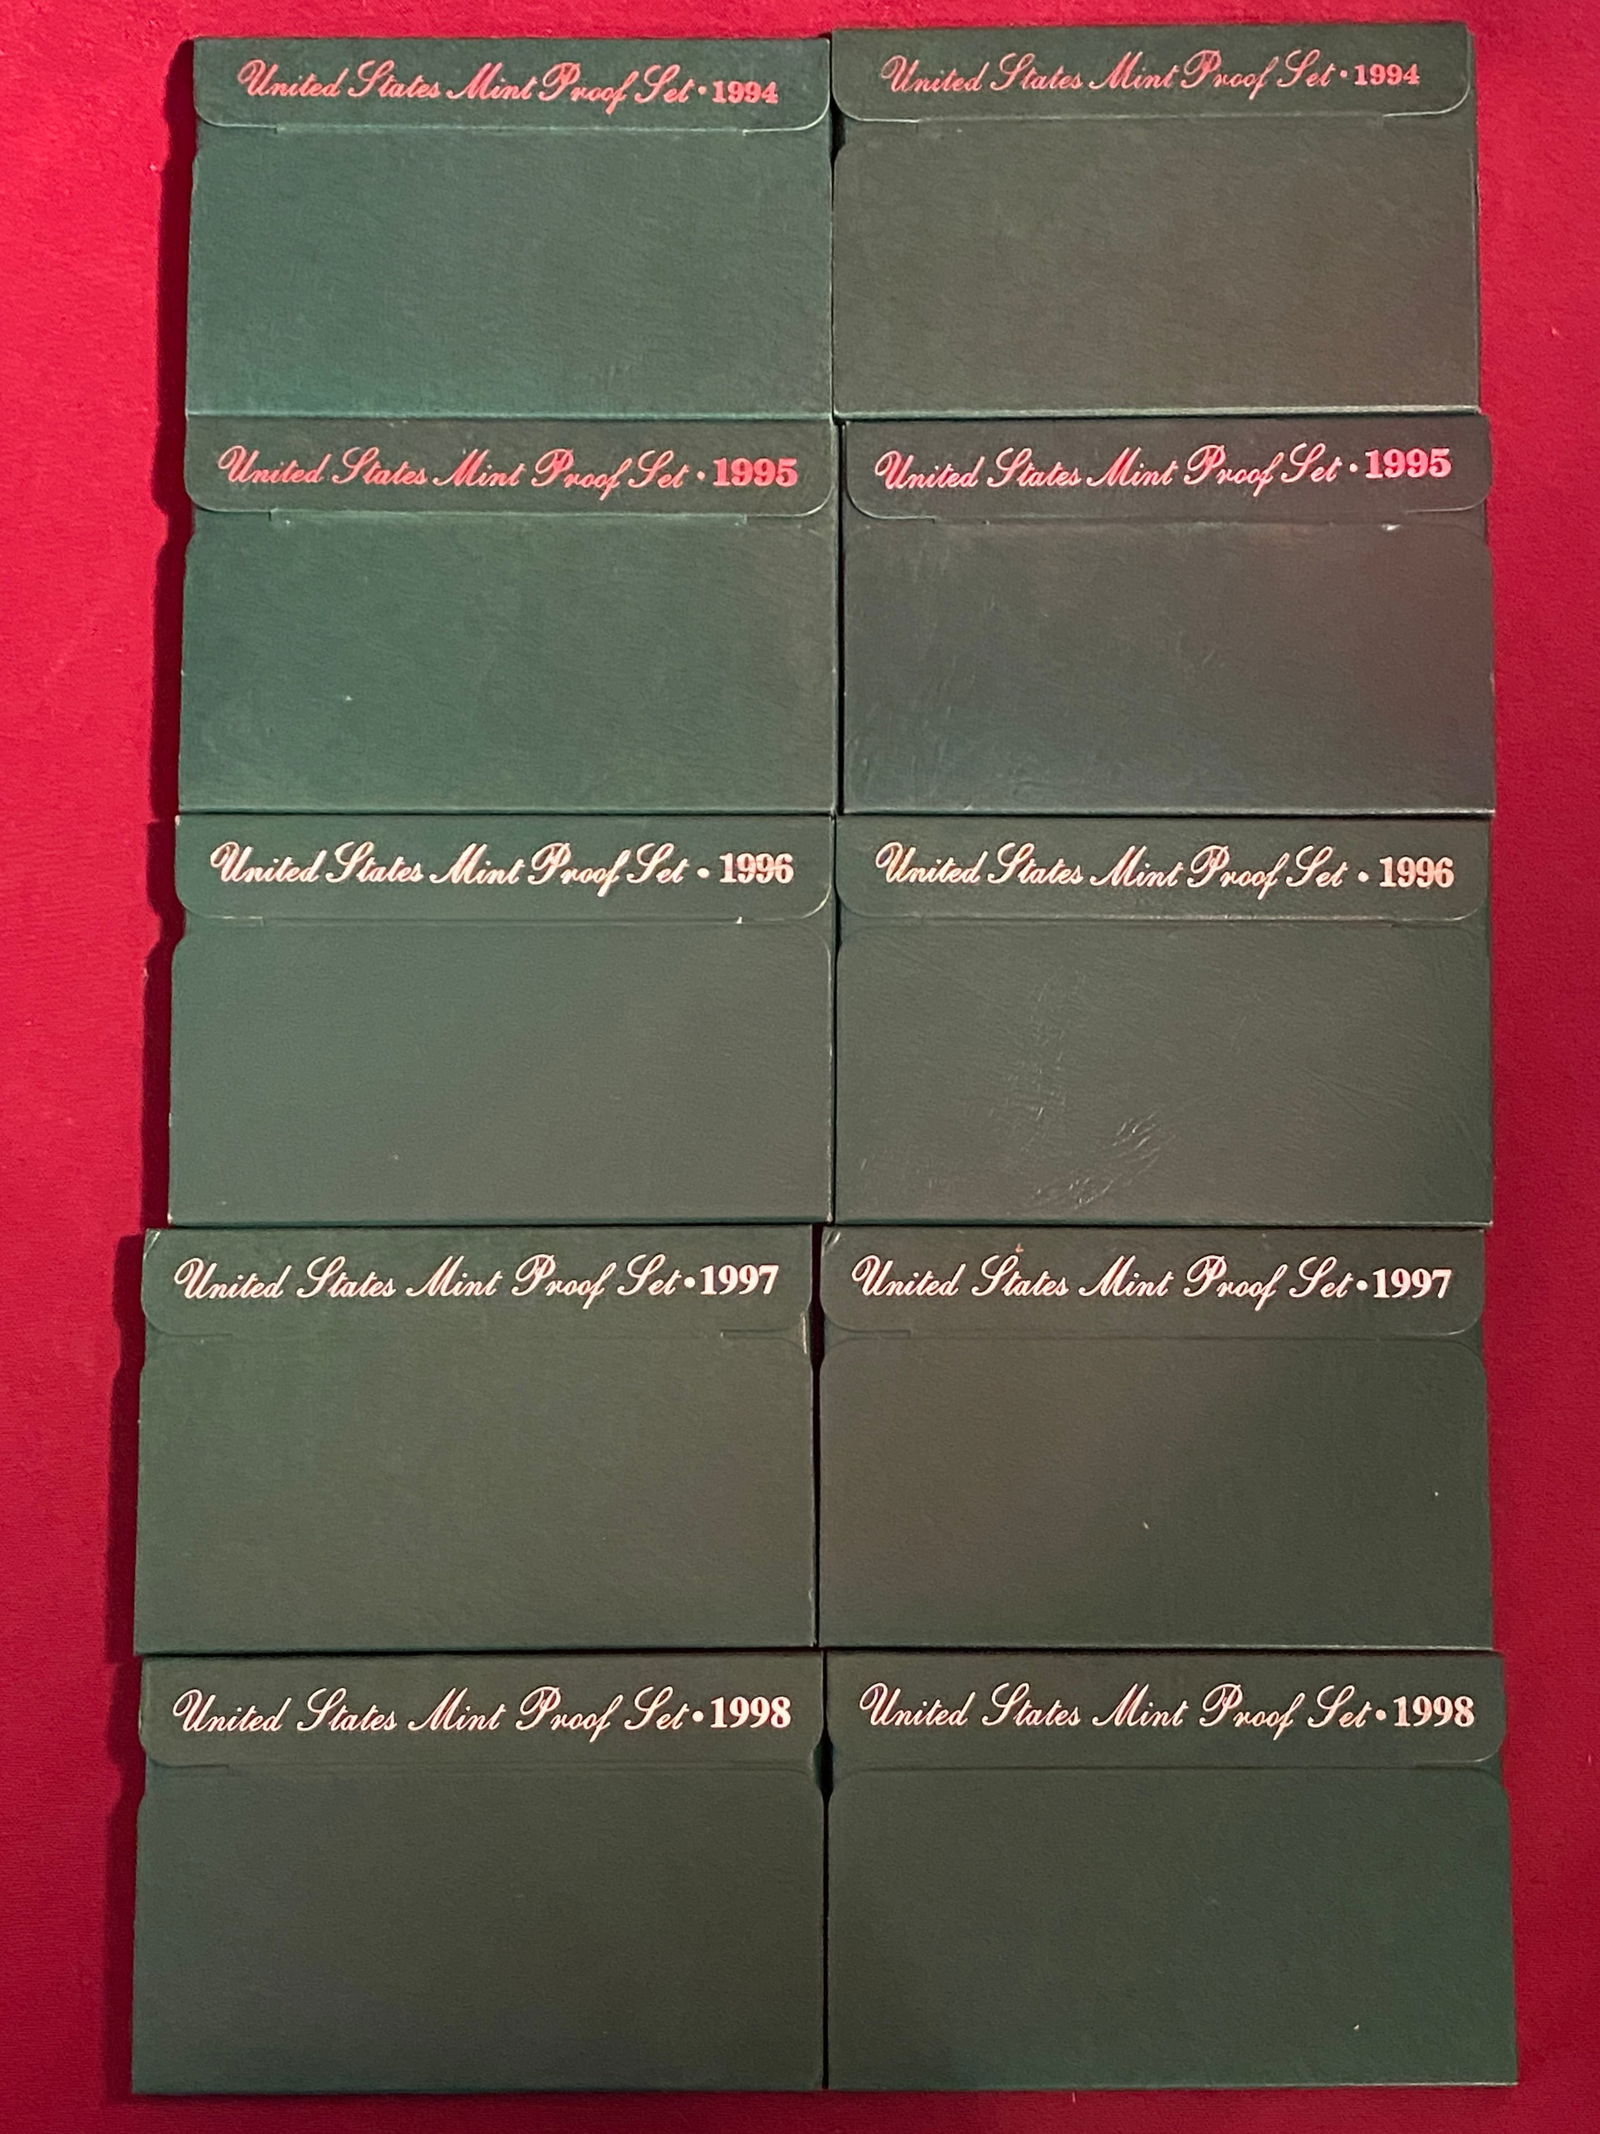 United States Mint Proof Set • 1994
United States Mint Proof Set • 1994
United States Mint Proof Set • 1995
United States Mint Proof Set • 1995
United States Mint Proof Set • 1996
United States Mint Proof Set • 1996
United States Mint Proof Set • 1997
United States Mint Proof Set • 1997
United States Mint Proof Set • 1998
United States Mint Proof Set • 1998